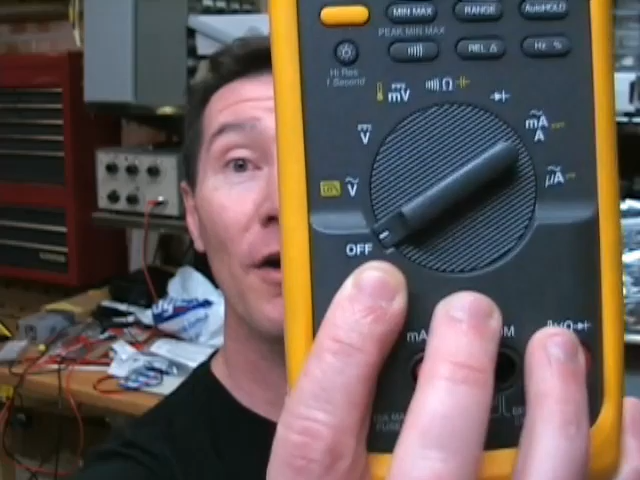 MIN MAX
RANGE
AutoHOLD
PEAK MIN MAX
REL Δ
Hz %
Hi Res
1 Second
mV
Ω
V
mA
A
V
µA
OFF
mA